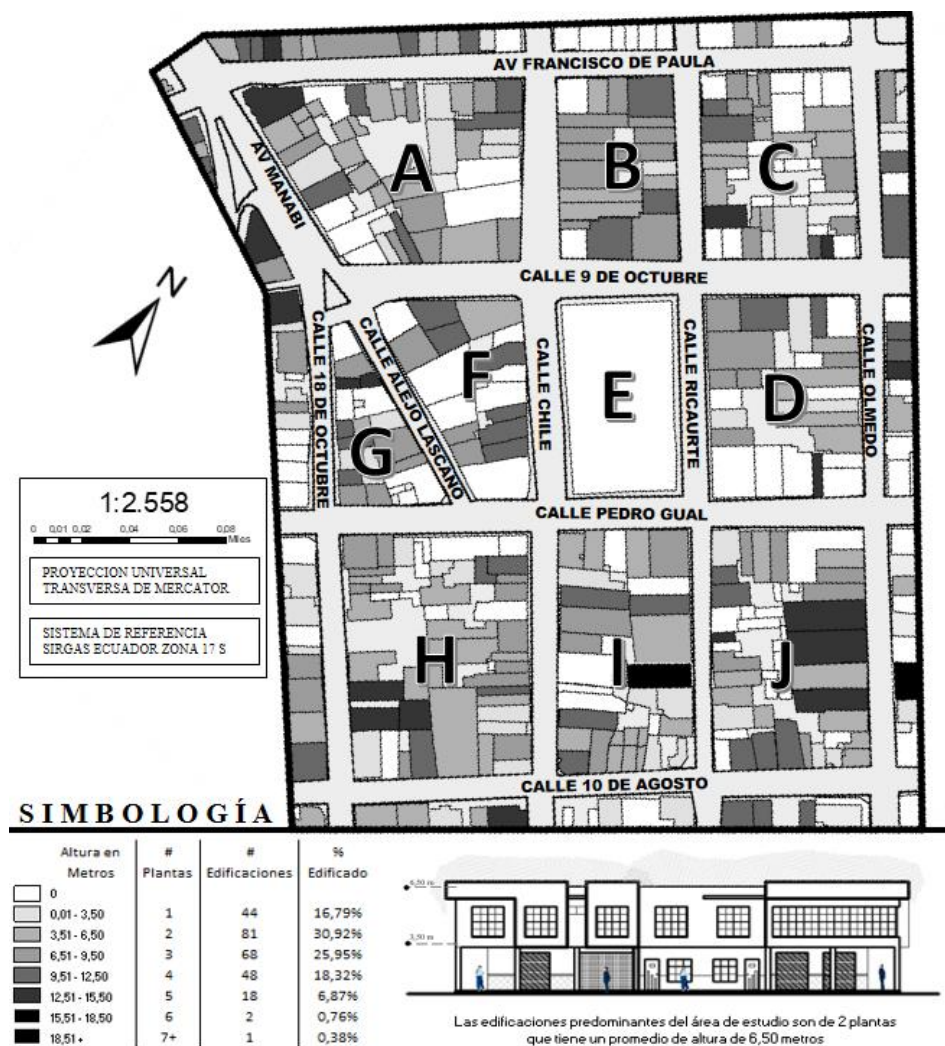 AV FRANCISCO DE PAULA
A
B
C
AV MANABI
N
CALLE 9 DE OCTUBRE
CALLE 18 DE OCTUBRE
CALLE ALEJO LASCANO
F
CALLE CHILE
E
CALLE RICAURTE
D
CALLE OLMEDO
G
CALLE PEDRO GUAL
1:2.558
0 0,01 0,02 0,04 0,06 0,08
Miles
PROYECCION UNIVERSAL
TRANSVERSA DE MERCATOR
SISTEMA DE REFERENCIA
SIRGAS ECUADOR ZONA 17 S
H
I
J
CALLE 10 DE AGOSTO
SIMBOLOGÍA
Altura en # # %
Metros Plantas Edificaciones Edificado
0
0,01 - 3,50 1 44 16,79%
3,51 - 6,50 2 81 30,92%
6,51 - 9,50 3 68 25,95%
9,51 - 12,50 4 48 18,32%
12,51 - 15,50 5 18 6,87%
15,51 - 18,50 6 2 0,76%
18,51 + 7+ 1 0,38%
6,50 m
3,50 m
Las edificaciones predominantes del área de estudio son de 2 plantas
que tiene un promedio de altura de 6,50 metros